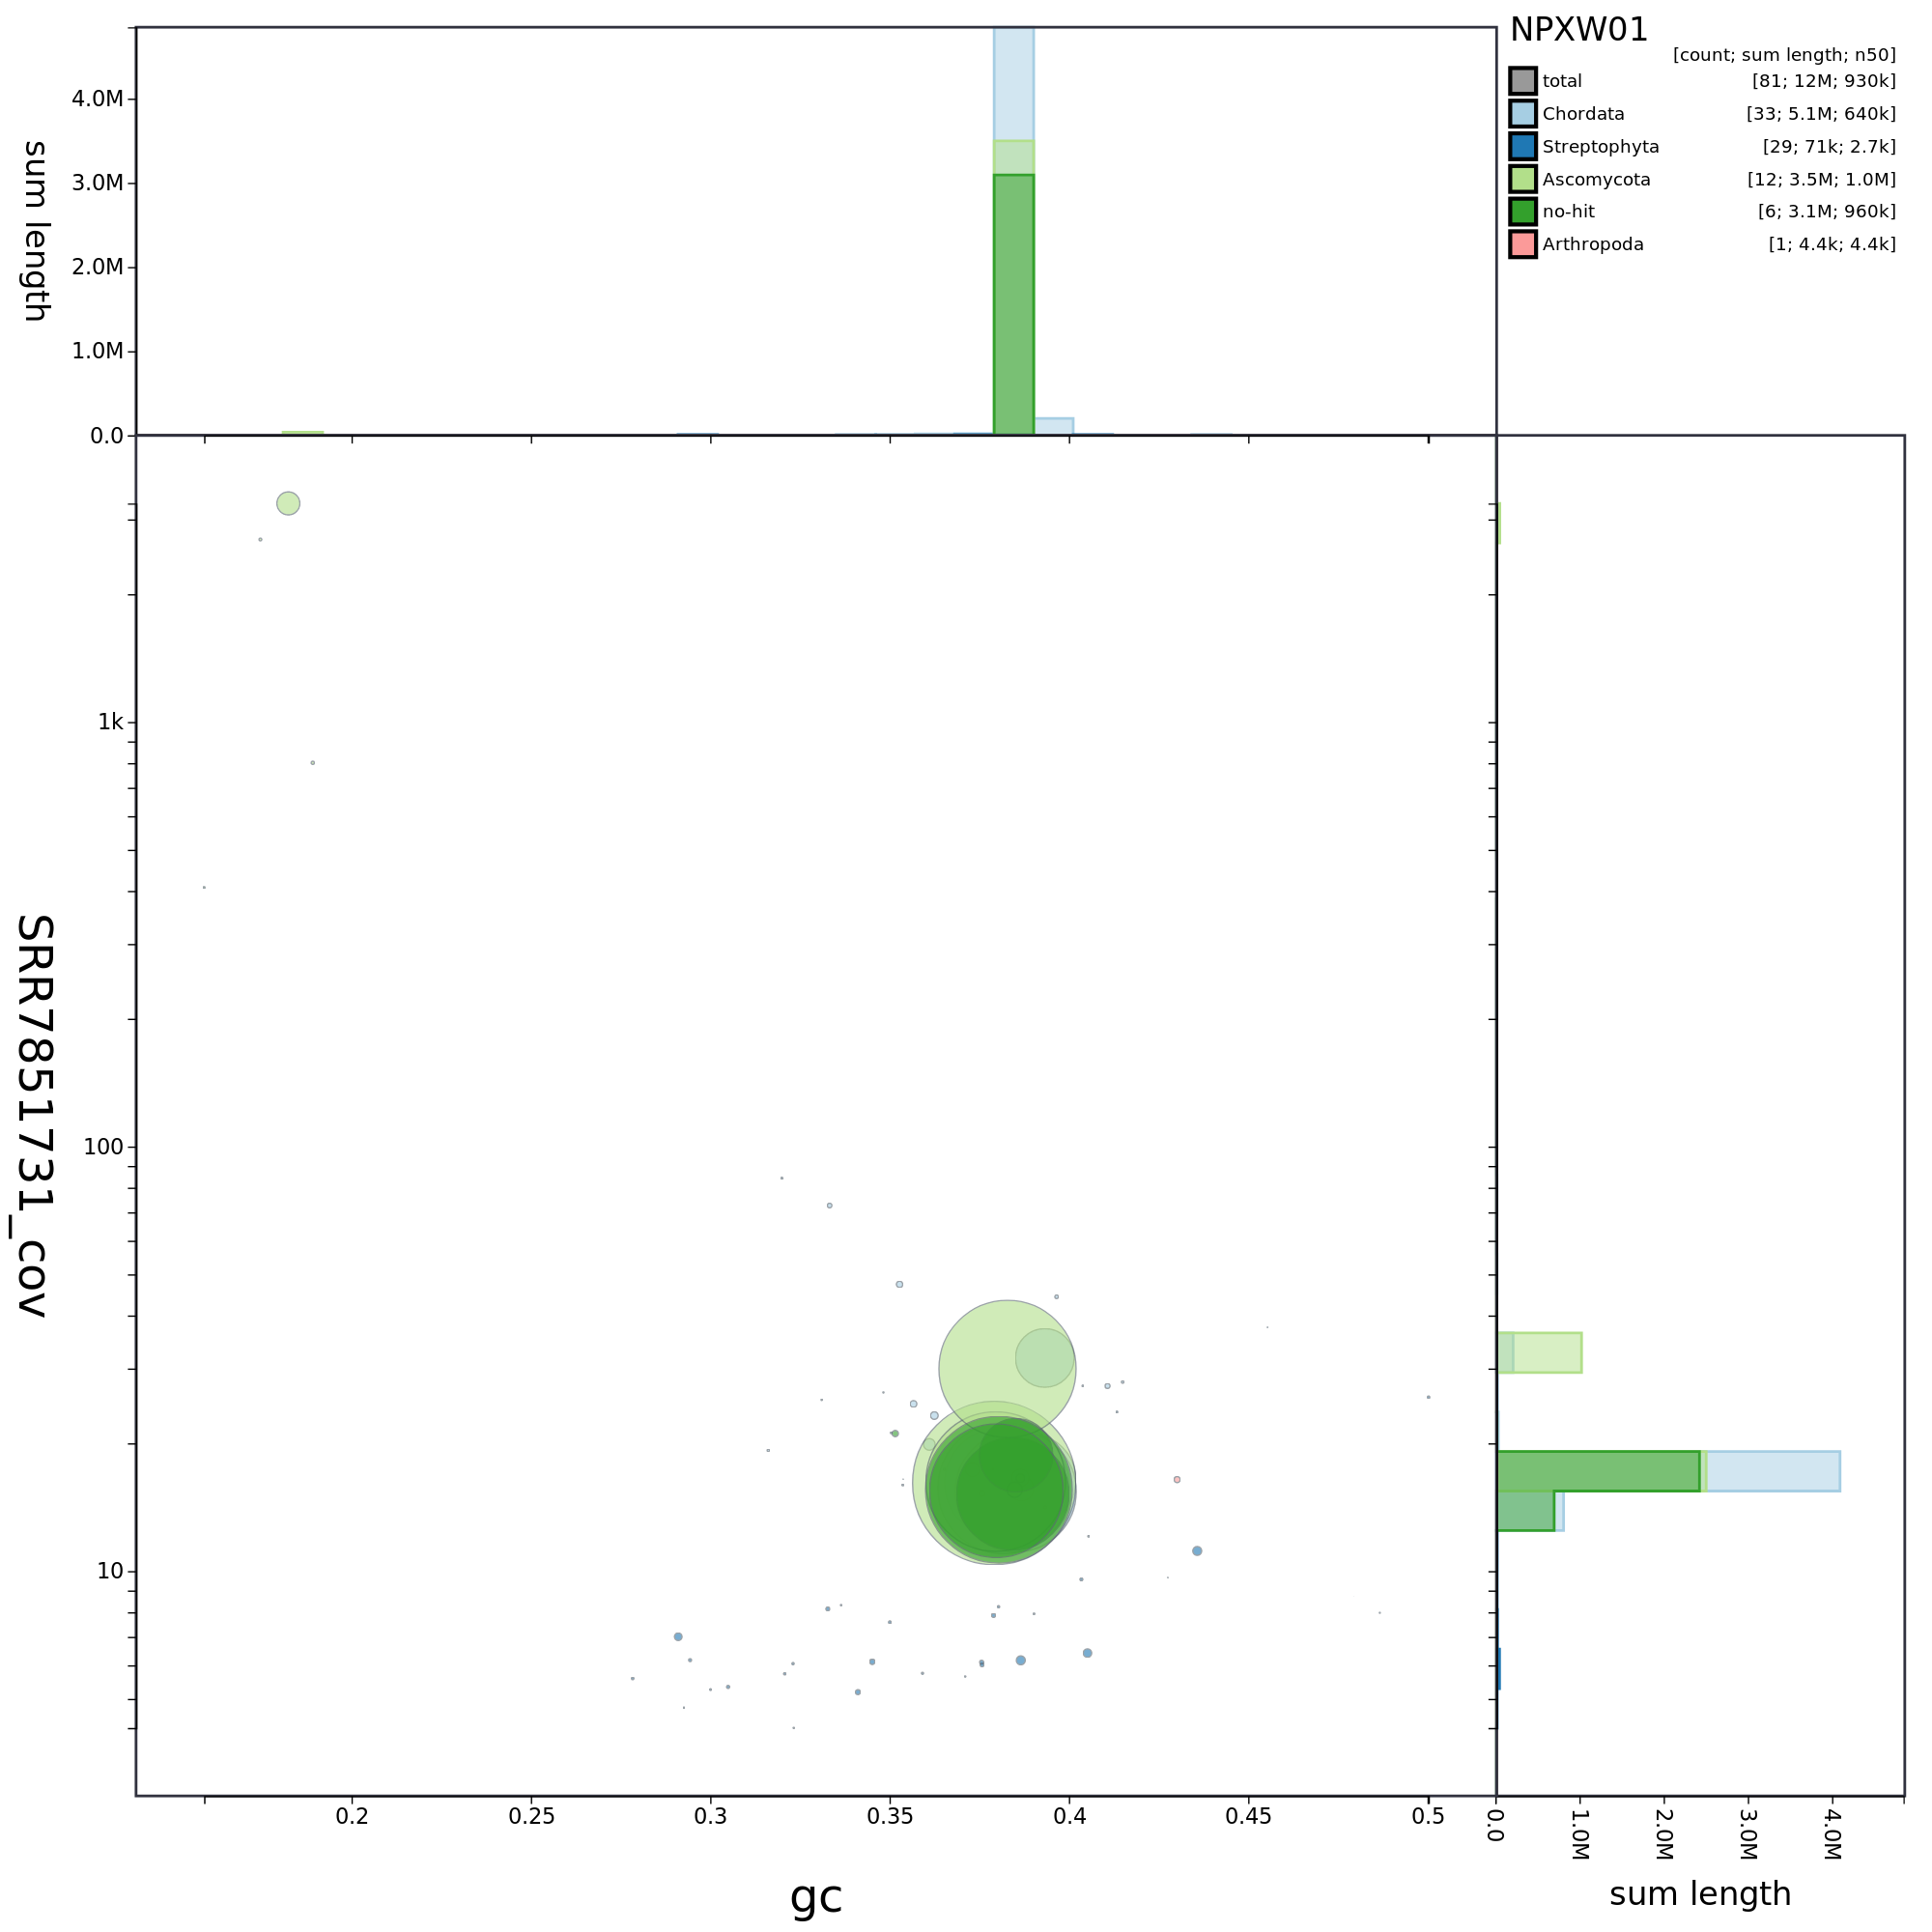 NPXW01
[count; sum length; n50]
total [81; 12M; 930k]
Chordata [33; 5.1M; 640k]
Streptophyta [29; 71k; 2.7k]
Ascomycota [12; 3.5M; 1.0M]
no-hit [6; 3.1M; 960k]
Arthropoda [1; 4.4k; 4.4k]
sum length
4.0M
3.0M
2.0M
1.0M
0.0
SRR7851731_cov
1k
100
10
0.2 0.25 0.3 0.35 0.4 0.45 0.5
gc
0.0 1.0M 2.0M 3.0M 4.0M
sum length